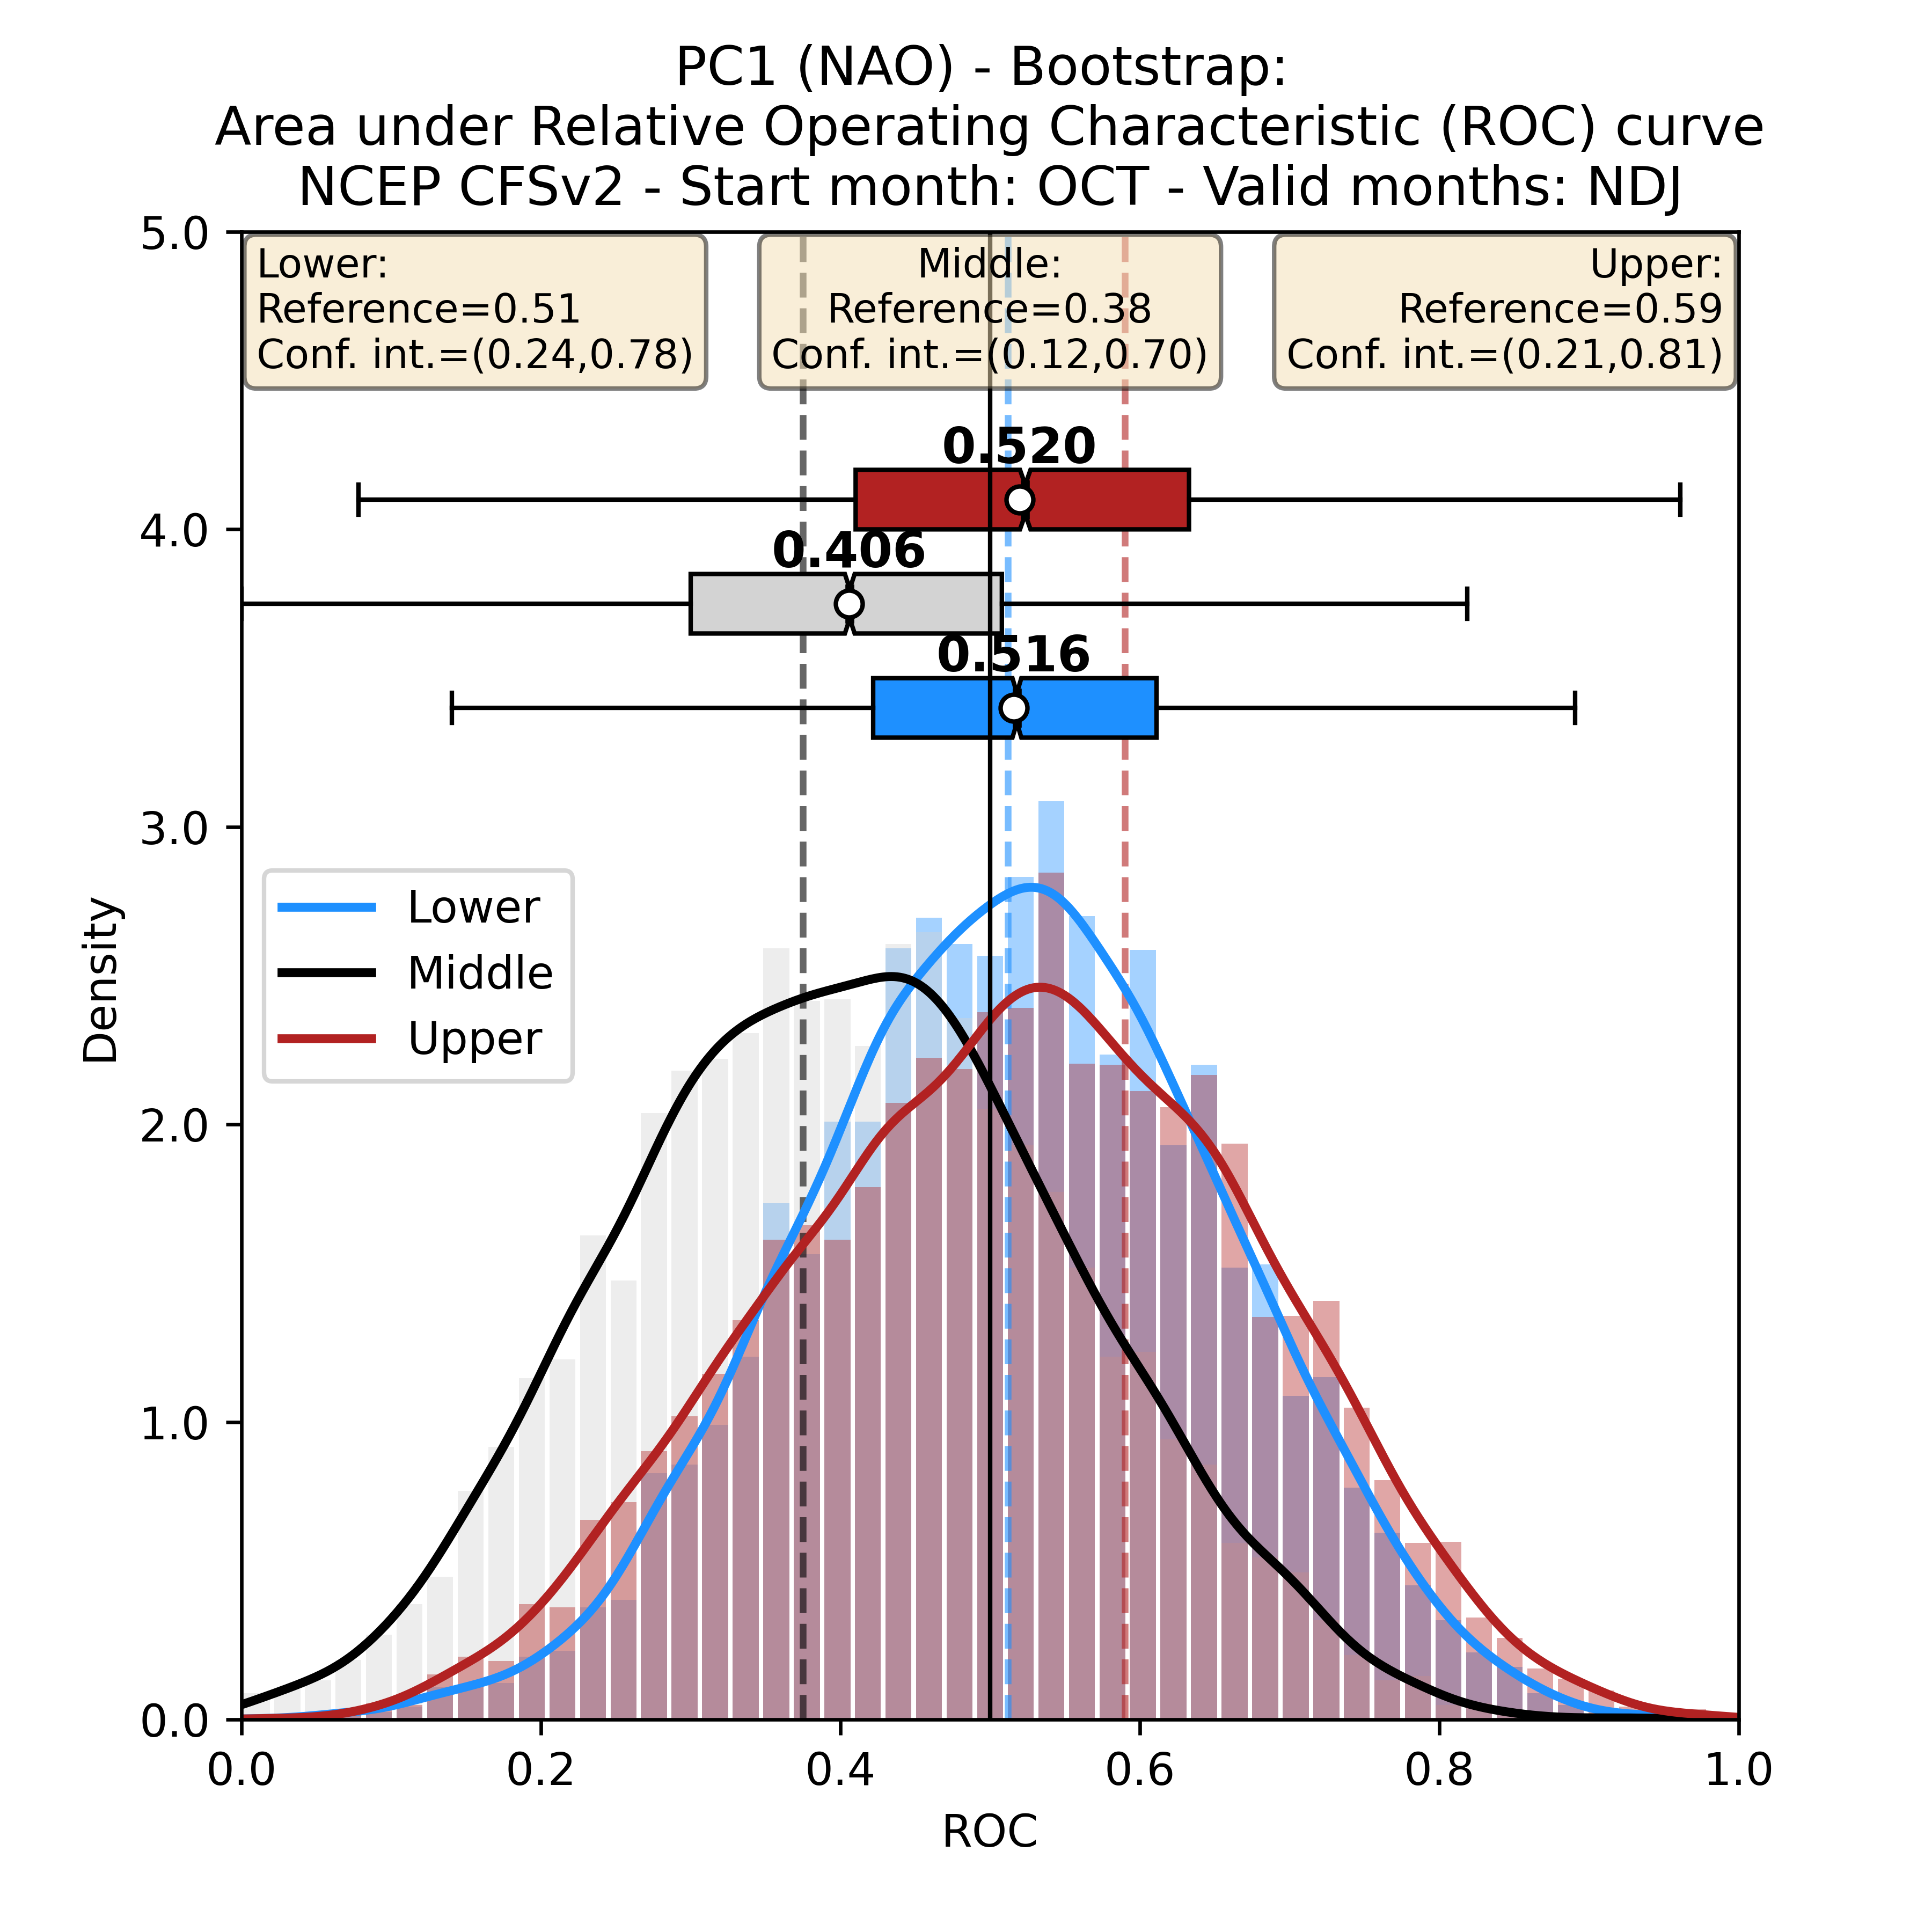 PC1 (NAO) - Bootstrap:
Area under Relative Operating Characteristic (ROC) curve
NCEP CFSv2 - Start month: OCT - Valid months: NDJ
Lower:
Reference=0.51
Conf. int.=(0.24,0.78)
Middle:
Reference=0.38
Conf. int.=(0.12,0.70)
Upper:
Reference=0.59
Conf. int.=(0.21,0.81)
0.520
0.406
0.516
5.0
4.0
3.0
2.0
1.0
0.0
Density
Lower
Middle
Upper
0.0
0.2
0.4
0.6
0.8
1.0
ROC